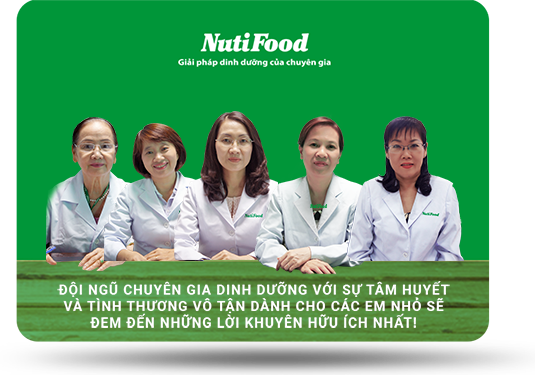 NutiFood
Giải pháp dinh dưỡng của chuyên gia
NutiFood
ĐỘI NGŨ CHUYÊN GIA DINH DƯỠNG VỚI SỰ TÂM HUYẾT
VÀ TÌNH THƯƠNG VÔ TẬN DÀNH CHO CÁC EM NHỎ SẼ
ĐEM ĐẾN NHỮNG LỜI KHUYÊN HỮU ÍCH NHẤT!